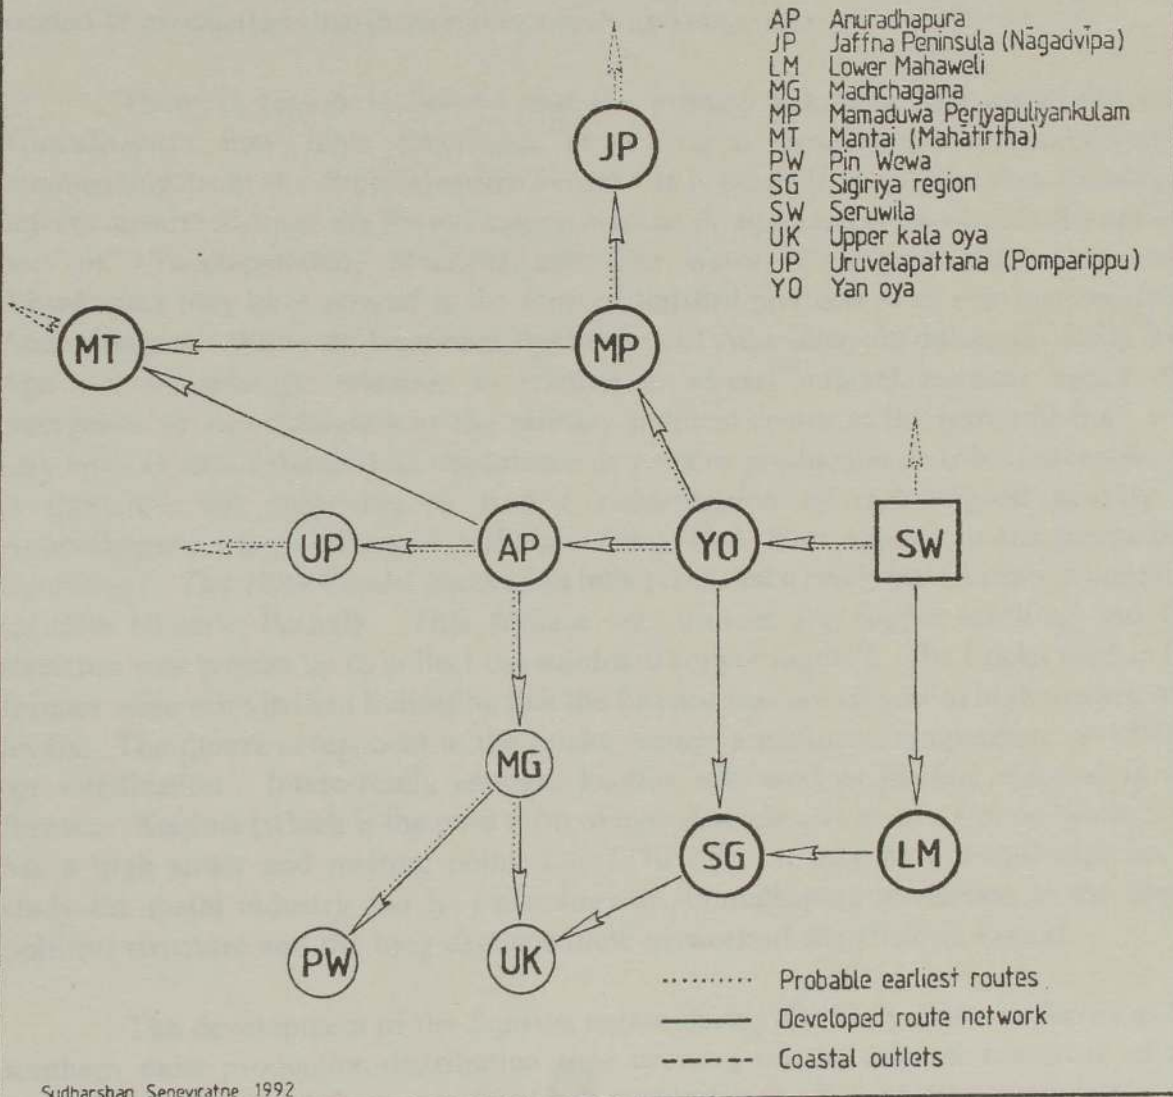 AP Anuradhapura
JP Jaffna Peninsula (Nāgadvīpa)
LM Lower Mahaweli
MG Machchagama
MP Mamaduwa Periyapuliyankulam
MT Mantai (Mahātirtha)
PW Pin Wewa
SG Sigiriya region
SW Seruwila
UK Upper kala oya
UP Uruvelapattana (Pomparippu)
YO Yan oya
JP
MT
MP
UP
AP
YO
SW
MG
SG
LM
PW
UK
Probable earliest routes
Developed route network
Coastal outlets
Sudharshan Seneviratne 1992